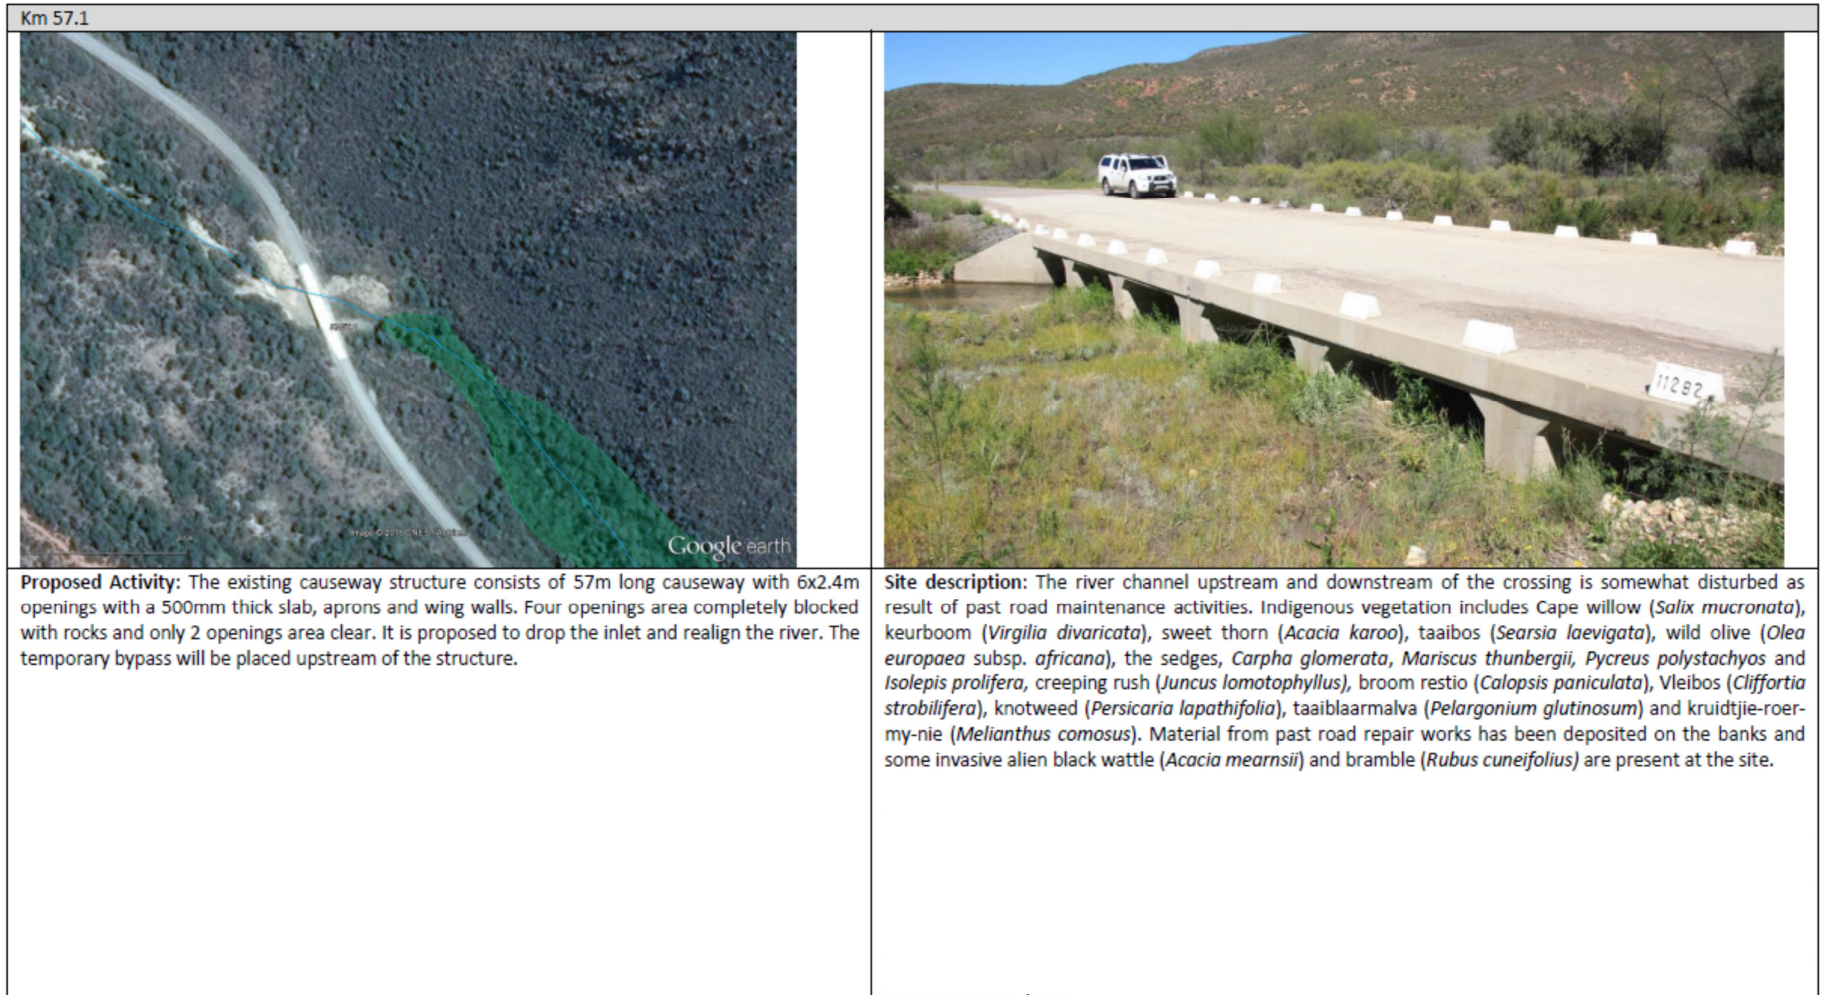 Km 57.1
Google earth
11282
Proposed Activity: The existing causeway structure consists of 57m long causeway with 6x2.4m
openings with a 500mm thick slab, aprons and wing walls. Four openings area completely blocked
with rocks and only 2 openings area clear. It is proposed to drop the inlet and realign the river. The
temporary bypass will be placed upstream of the structure.
Site description: The river channel upstream and downstream of the crossing is somewhat disturbed as
result of past road maintenance activities. Indigenous vegetation includes Cape willow (Salix mucronata),
keurboom (Virgilia divaricata), sweet thorn (Acacia karoo), taaibos (Searsia laevigata), wild olive (Olea
europaea subsp. africana), the sedges, Carpha glomerata, Mariscus thunbergii, Pycreus polystachyos and
Isolepis prolifera, creeping rush (Juncus lomotophyllus), broom restio (Calopsis paniculata), Vleibos (Cliffortia
strobilifera), knotweed (Persicaria lapathifolia), taaiblaarmalva (Pelargonium glutinosum) and kruidtjie-roer-
my-nie (Melianthus comosus). Material from past road repair works has been deposited on the banks and
some invasive alien black wattle (Acacia mearnsii) and bramble (Rubus cuneifolius) are present at the site.